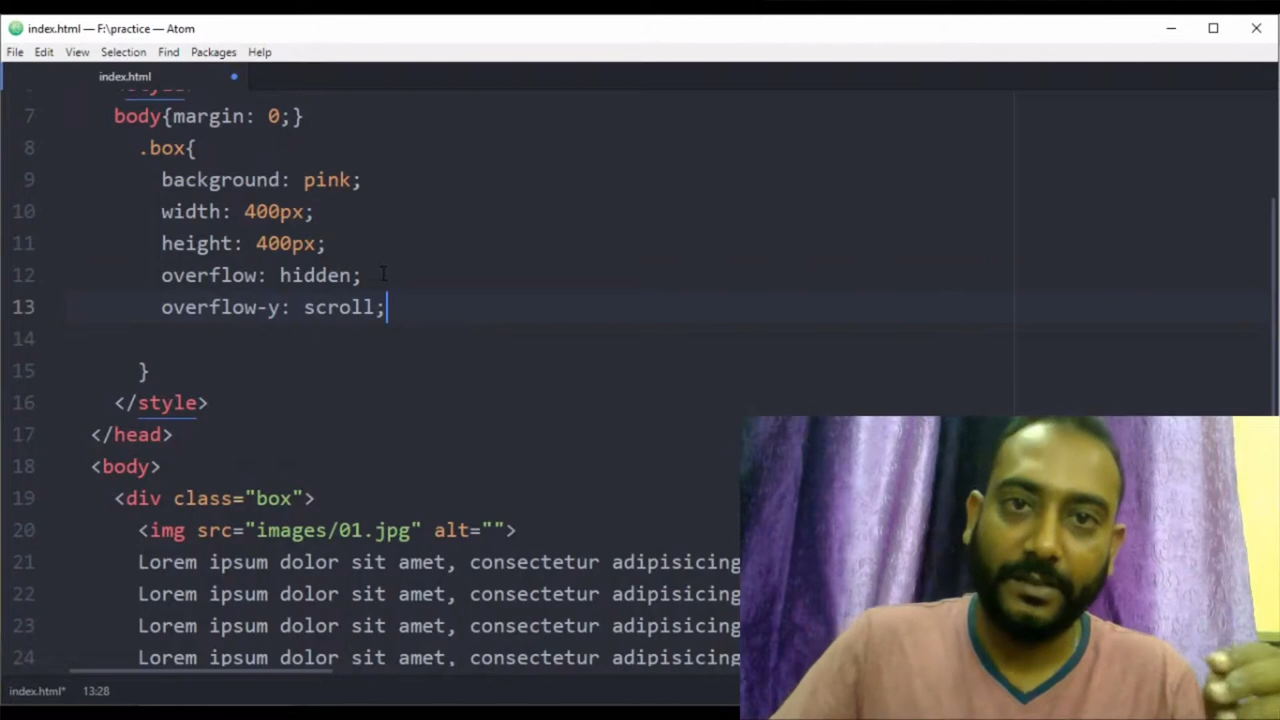 index.html — F:\practice — Atom
File Edit View Selection Find Packages Help
index.html
7 body{margin: 0;}
8 .box{
9 background: pink;
10 width: 400px;
11 height: 400px;
12 overflow: hidden;
13 overflow-y: scroll;
14
15 }
16 </style>
17 </head>
18 <body>
19 <div class="box">
20 <img src="images/01.jpg" alt="">
21 Lorem ipsum dolor sit amet, consectetur adipisicing
22 Lorem ipsum dolor sit amet, consectetur adipisicing
23 Lorem ipsum dolor sit amet, consectetur adipisicing
24 Lorem ipsum dolor sit amet, consectetur adipisicing
index.html* 13:28